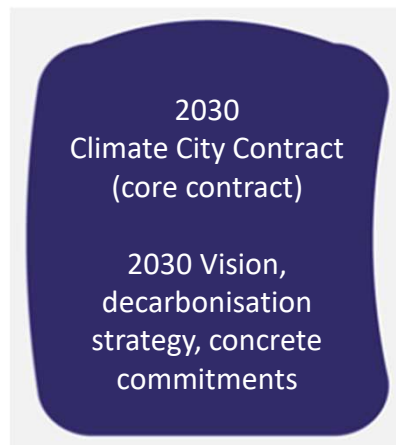 2030
Climate City Contract
(core contract)
2030 Vision,
decarbonisation
strategy, concrete
commitments